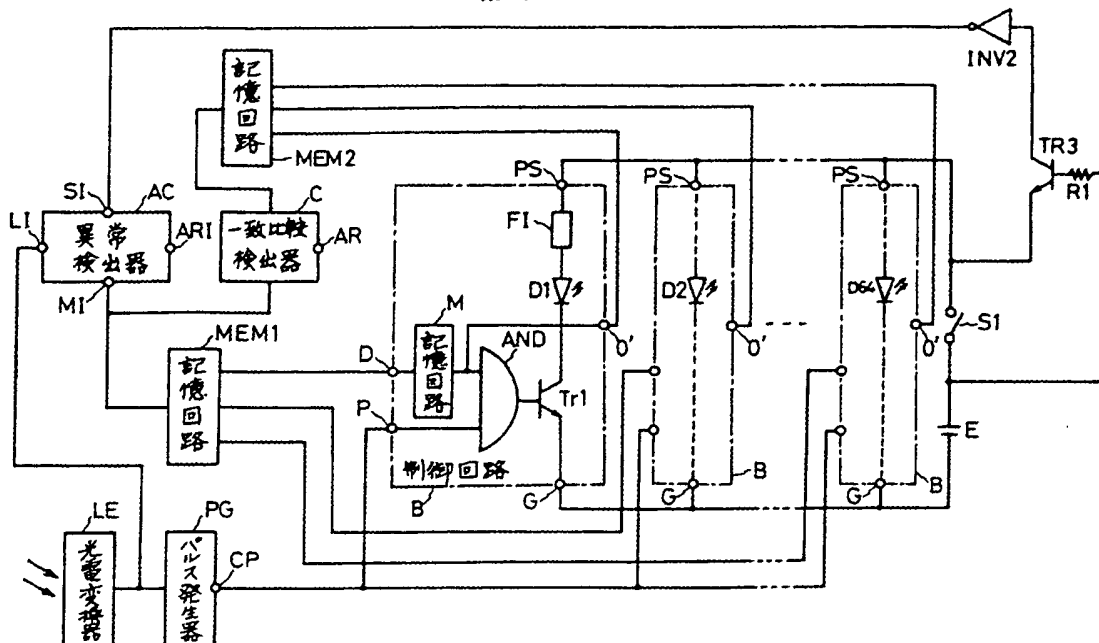 INV2
記憶回路
MEM2
TR3
R1
SI
AC
C
PS
PS
PS
LI
異常
検出器
ARI
一致比較
検出器
AR
FI
D1
D2
D64
MI
M
S1
MEM1
AND
O'
O'
O'
D
記憶回路
記憶回路
Tr1
P
E
制御回路
B
G
G
B
G
B
LE
PG
CP
光電変換器
パルス発生器